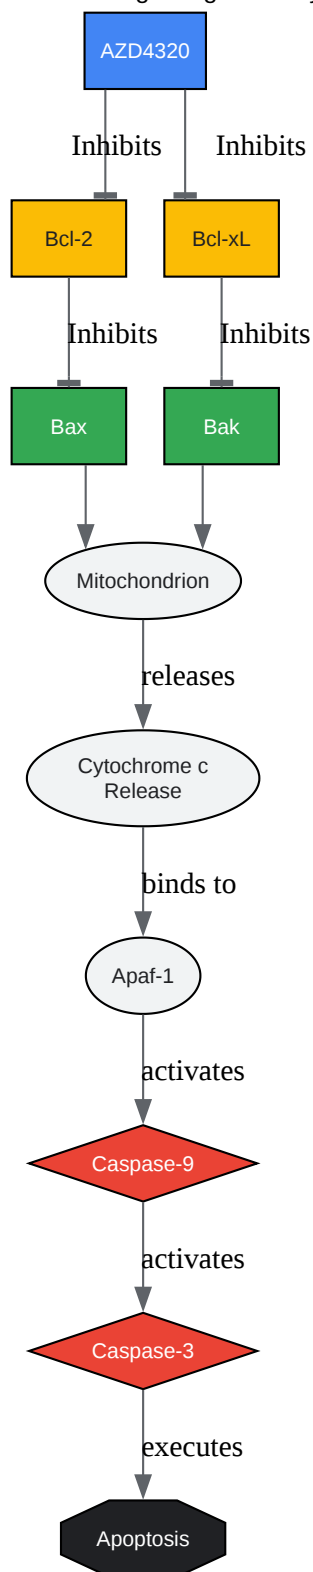 AZD4320
Inhibits Inhibits
Bcl-2 Bcl-xL
Inhibits Inhibits
Bax Bak
Mitochondrion
releases
Cytochrome c
Release
binds to
Apaf-1
activates
Caspase-9
activates
Caspase-3
executes
Apoptosis